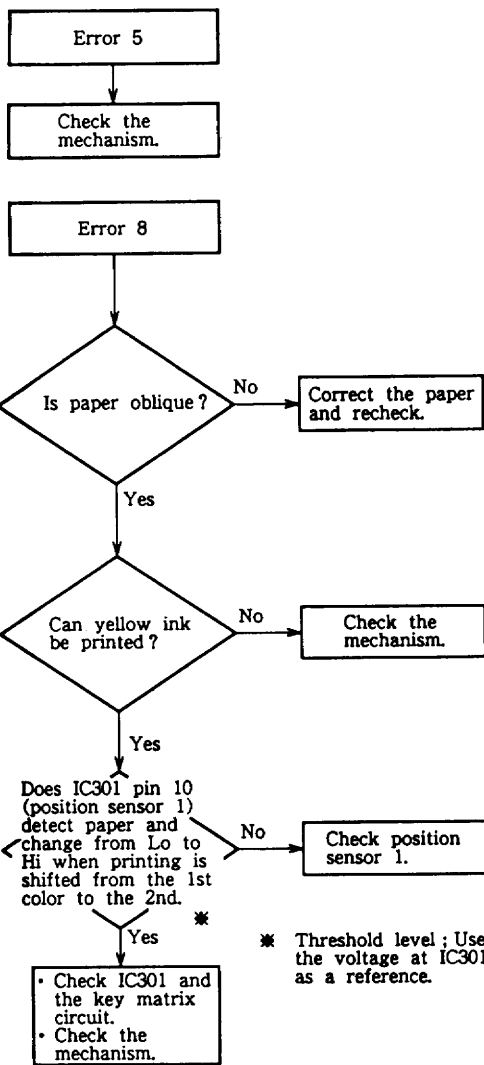 Error 5
Check the
mechanism.
Error 8
Is paper oblique ?
No
Correct the paper
and recheck.
Yes
Can yellow ink
be printed ?
No
Check the
mechanism.
Yes
Does IC301 pin 10
(position sensor 1)
detect paper and
change from Lo to
Hi when printing is
shifted from the 1st
color to the 2nd.
※
No
Check position
sensor 1.
Yes
※ Threshold level ; Use
the voltage at IC301
as a reference.
· Check IC301 and
the key matrix
circuit.
· Check the
mechanism.